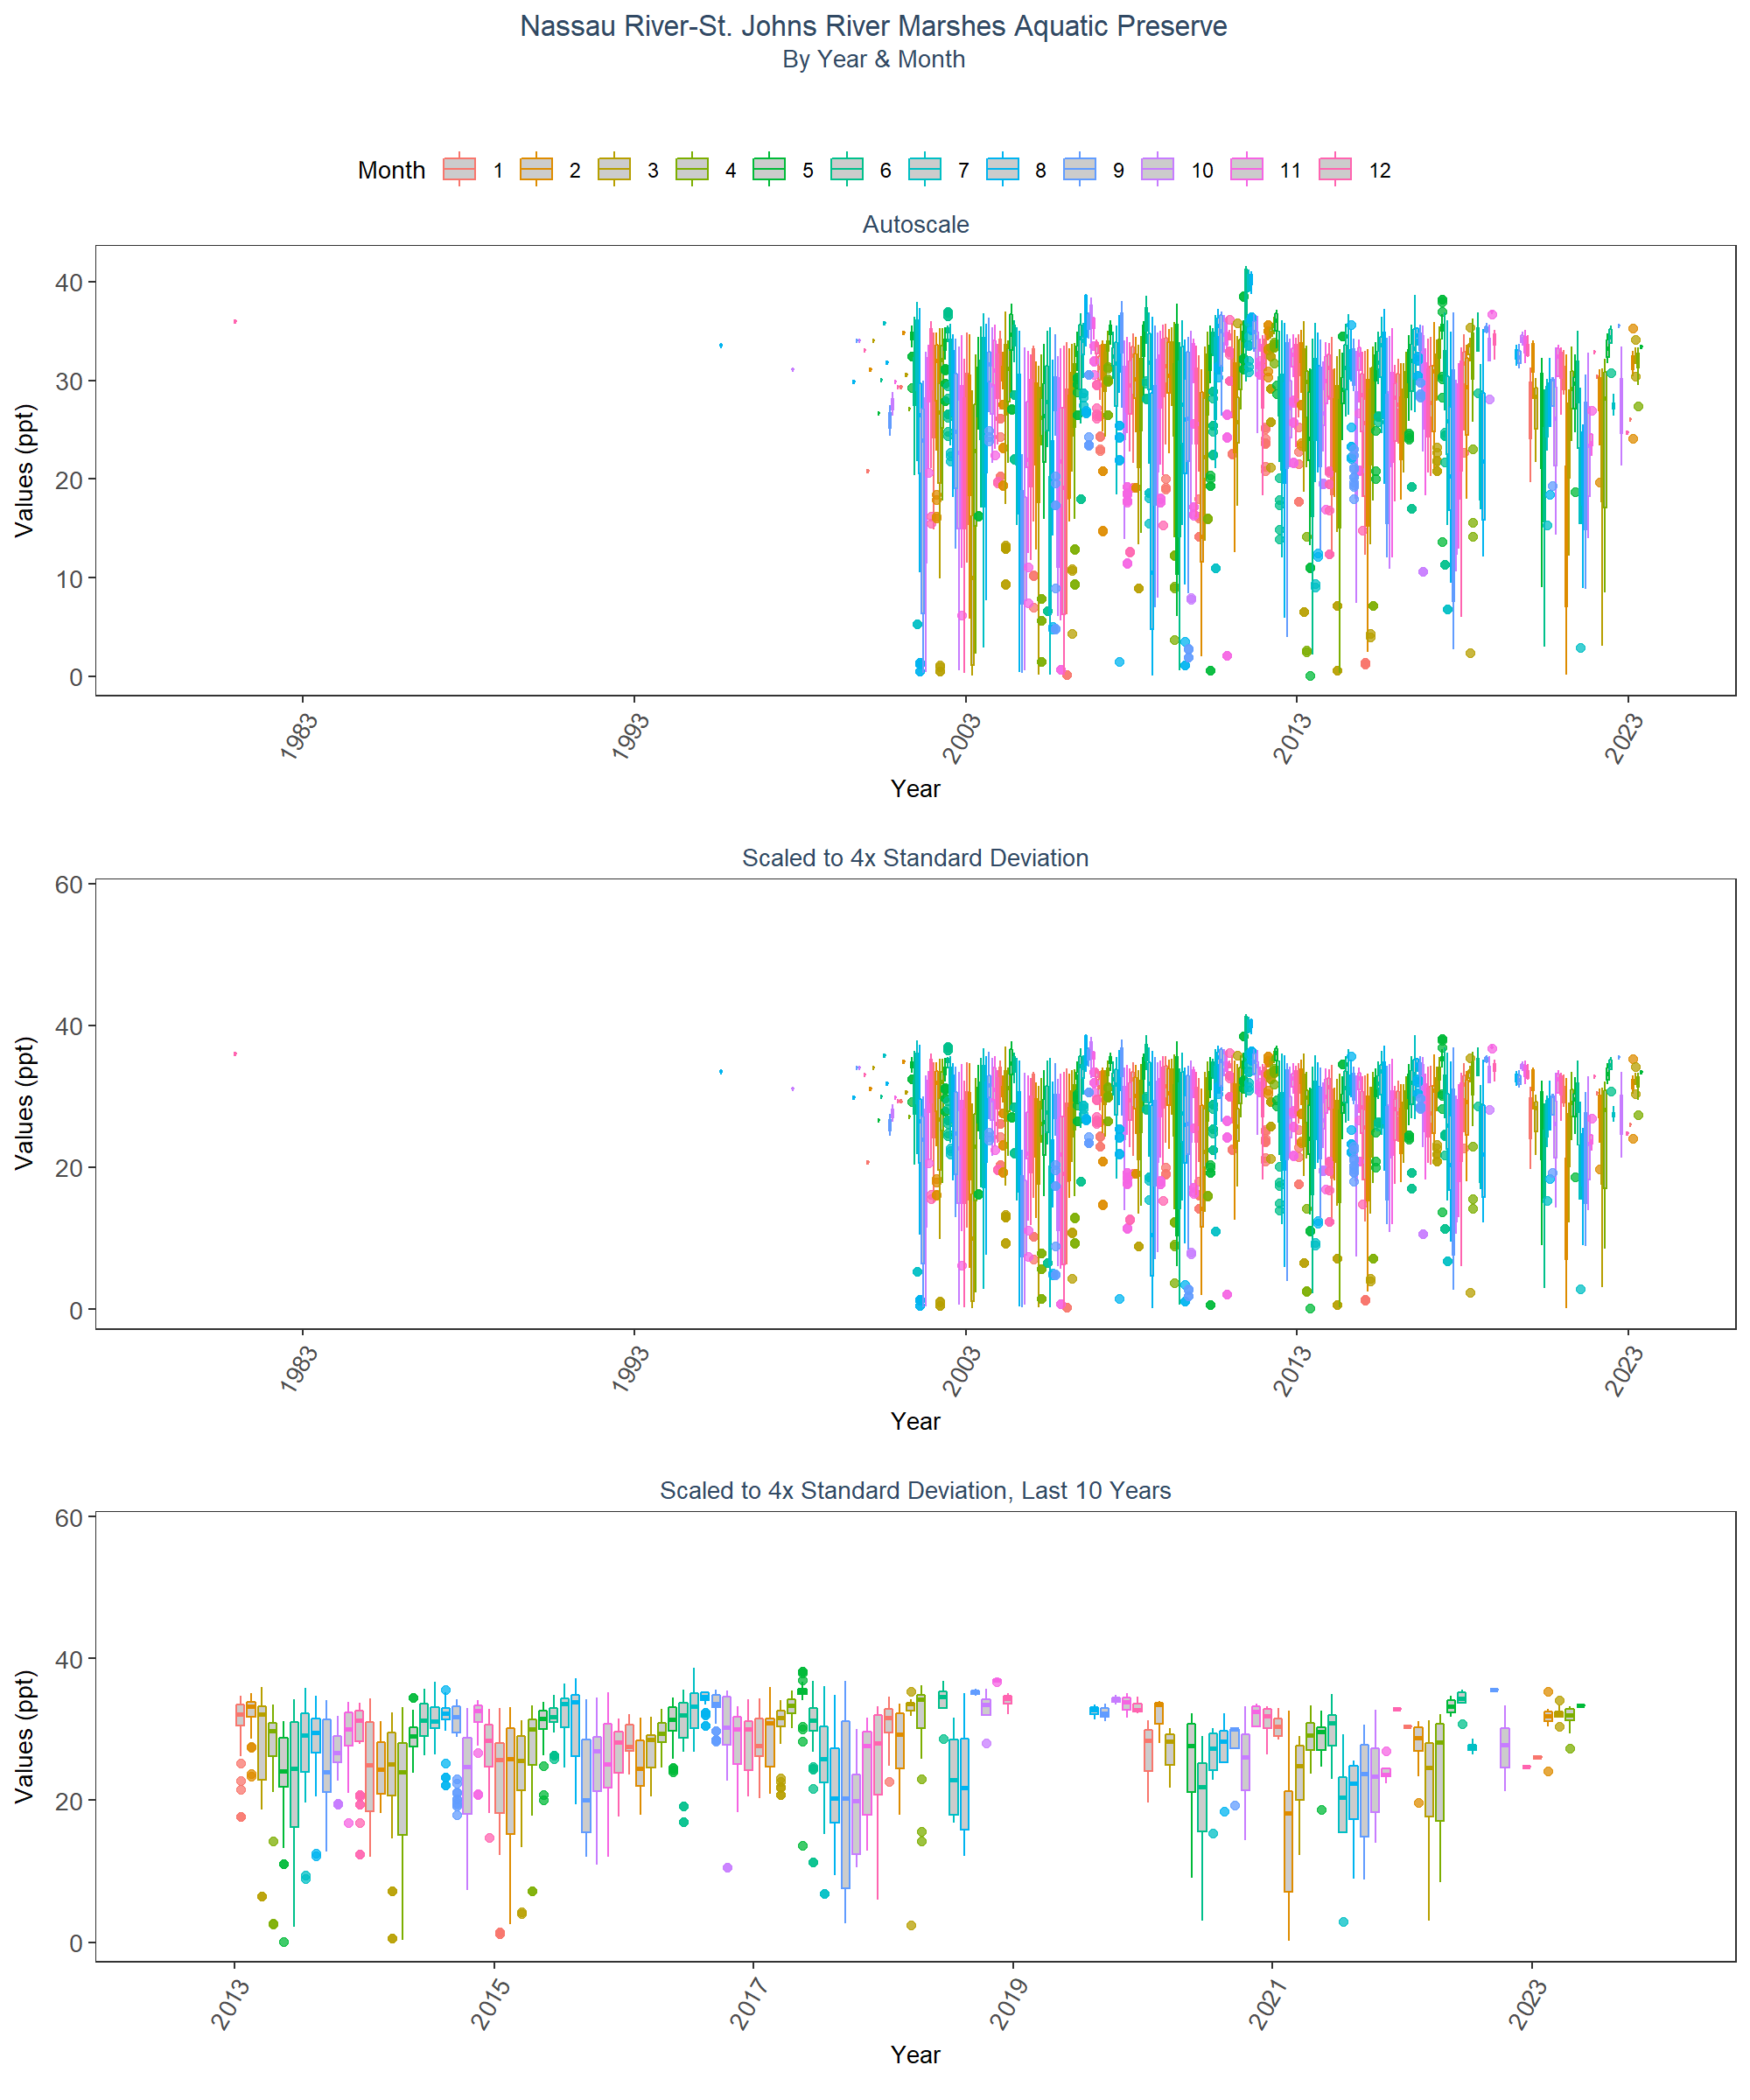 Nassau River-St. Johns River Marshes Aquatic Preserve
By Year & Month
Month 1 2 3 4 5 6 7 8 9 10 11 12
Autoscale
Values (ppt)
40
30
20
10
0
1983 1993 2003 2013 2023
Year
Scaled to 4x Standard Deviation
Values (ppt)
60
40
20
0
1983 1993 2003 2013 2023
Year
Scaled to 4x Standard Deviation, Last 10 Years
Values (ppt)
60
40
20
0
2013 2015 2017 2019 2021 2023
Year